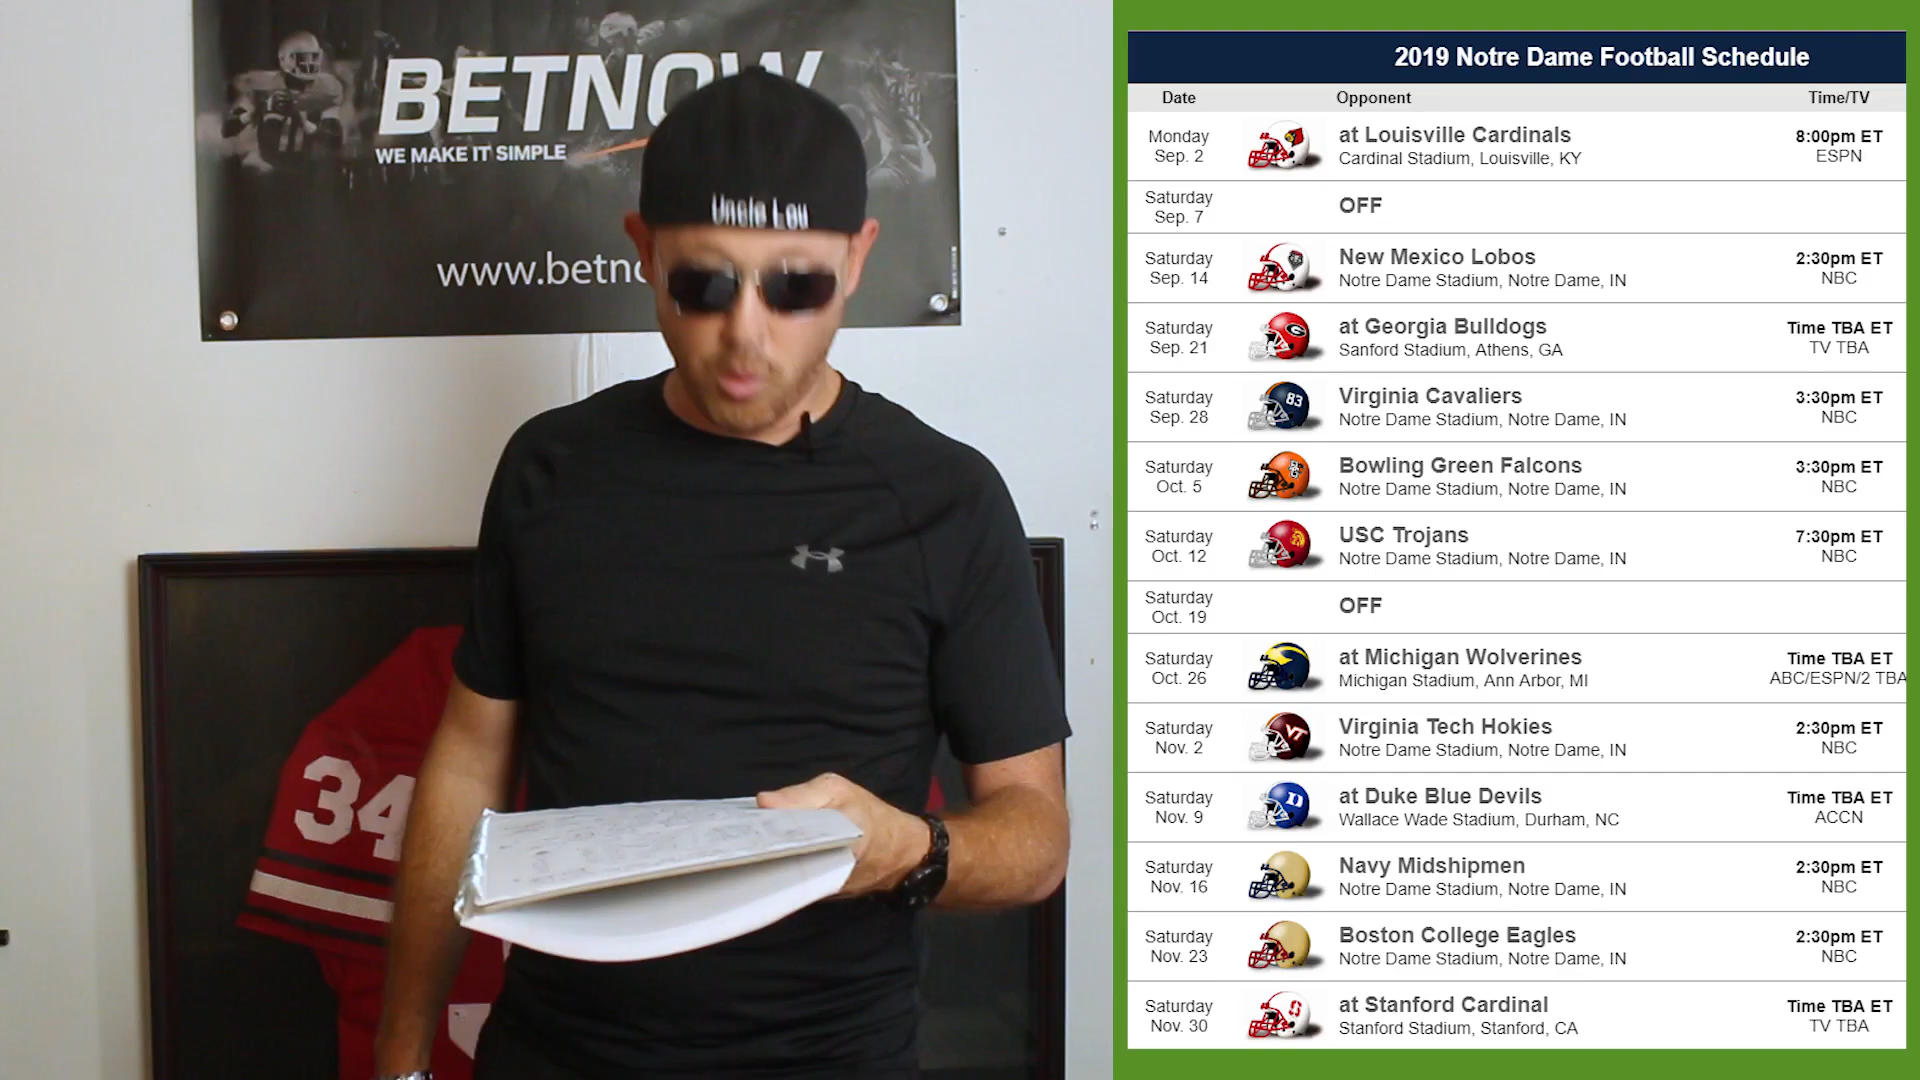 BETNOW
WE MAKE IT SIMPLE
Uncle Lou
www.betn
34
2019 Notre Dame Football Schedule
Date Opponent Time/TV
Monday
Sep. 2
at Louisville Cardinals
Cardinal Stadium, Louisville, KY
8:00pm ET
ESPN
Saturday
Sep. 7
OFF
Saturday
Sep. 14
New Mexico Lobos
Notre Dame Stadium, Notre Dame, IN
2:30pm ET
NBC
Saturday
Sep. 21
at Georgia Bulldogs
Sanford Stadium, Athens, GA
Time TBA ET
TV TBA
Saturday
Sep. 28
83
Virginia Cavaliers
Notre Dame Stadium, Notre Dame, IN
3:30pm ET
NBC
Saturday
Oct. 5
Bowling Green Falcons
Notre Dame Stadium, Notre Dame, IN
3:30pm ET
NBC
Saturday
Oct. 12
USC Trojans
Notre Dame Stadium, Notre Dame, IN
7:30pm ET
NBC
Saturday
Oct. 19
OFF
Saturday
Oct. 26
at Michigan Wolverines
Michigan Stadium, Ann Arbor, MI
Time TBA ET
ABC/ESPN/2 TBA
Saturday
Nov. 2
VT
Virginia Tech Hokies
Notre Dame Stadium, Notre Dame, IN
2:30pm ET
NBC
Saturday
Nov. 9
D
at Duke Blue Devils
Wallace Wade Stadium, Durham, NC
Time TBA ET
ACCN
Saturday
Nov. 16
Navy Midshipmen
Notre Dame Stadium, Notre Dame, IN
2:30pm ET
NBC
Saturday
Nov. 23
Boston College Eagles
Notre Dame Stadium, Notre Dame, IN
2:30pm ET
NBC
Saturday
Nov. 30
S
at Stanford Cardinal
Stanford Stadium, Stanford, CA
Time TBA ET
TV TBA